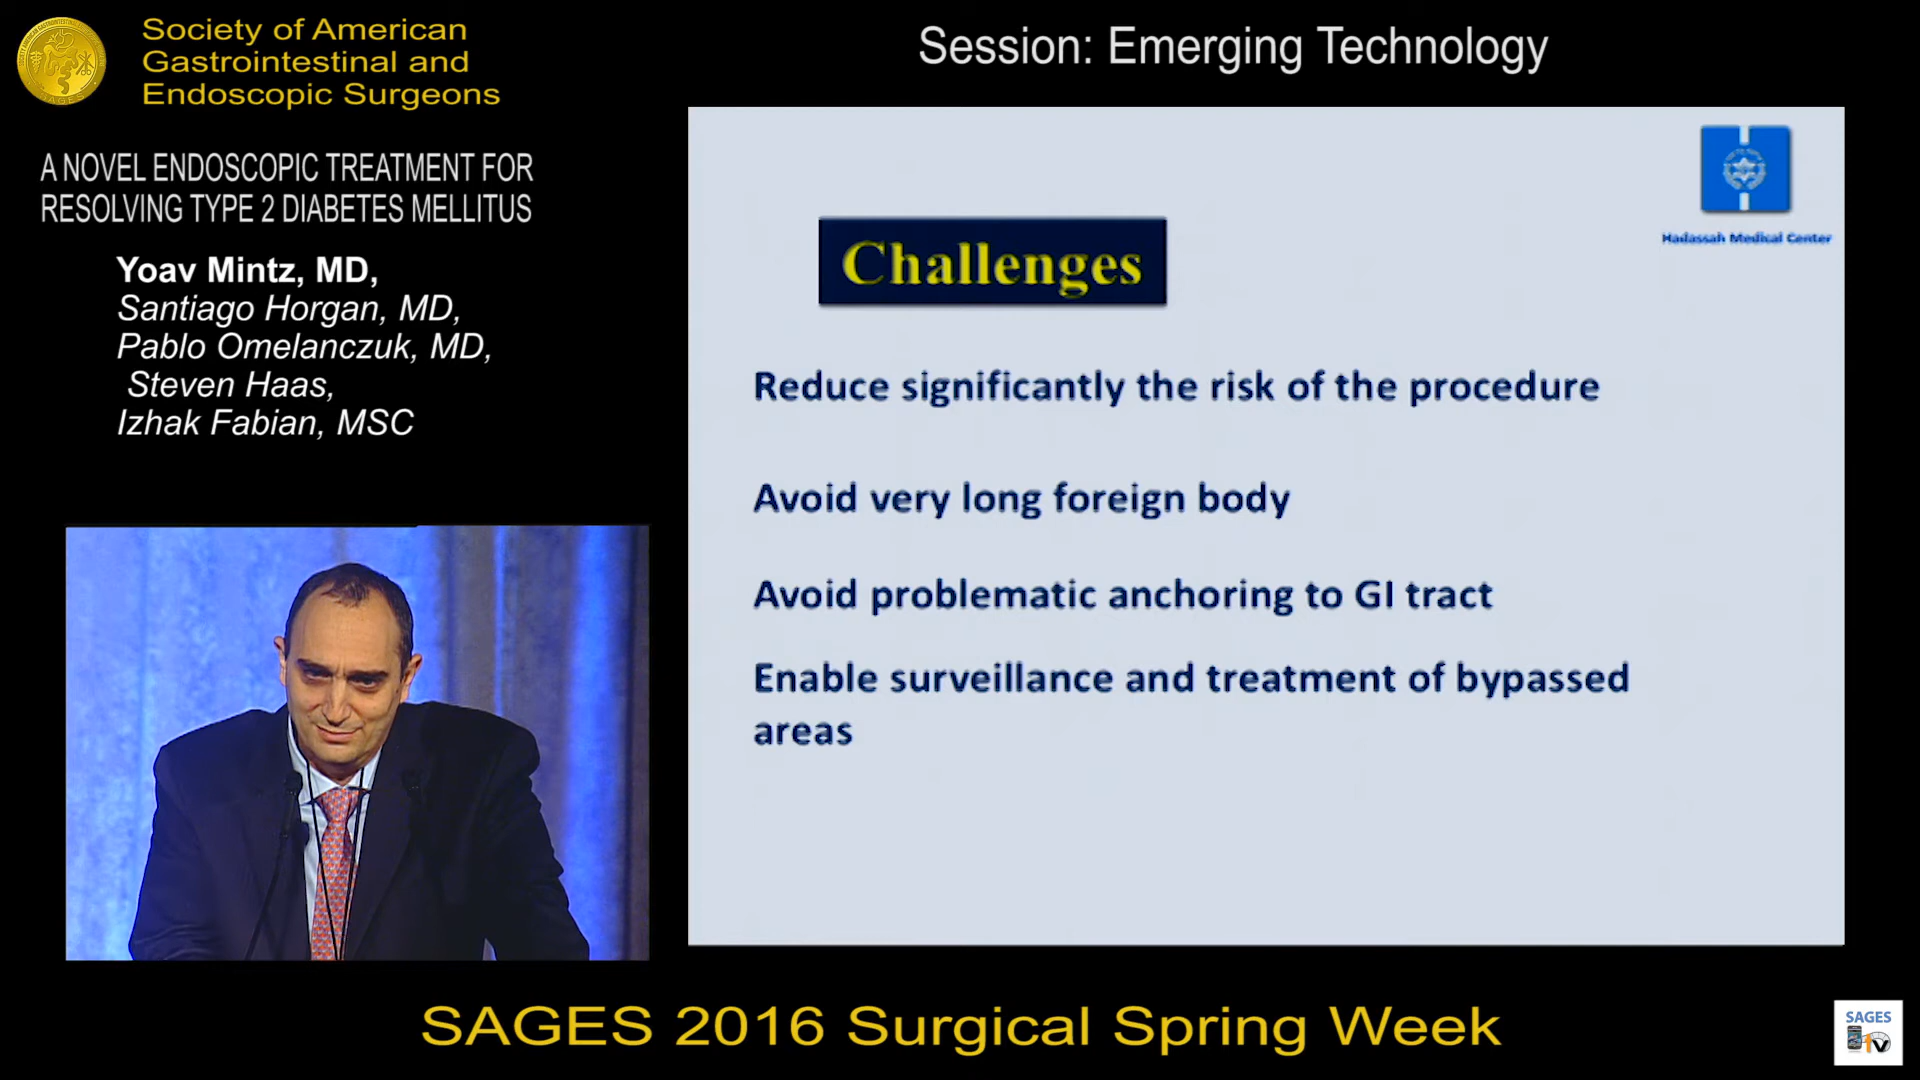 Society of American
Gastrointestinal and
Endoscopic Surgeons
SAGES
Session: Emerging Technology
A NOVEL ENDOSCOPIC TREATMENT FOR
RESOLVING TYPE 2 DIABETES MELLITUS
Yoav Mintz, MD,
Santiago Horgan, MD,
Pablo Omelanczuk, MD,
Steven Haas,
Izhak Fabian, MSC
Hadassah Medical Center
Challenges
Reduce significantly the risk of the procedure
Avoid very long foreign body
Avoid problematic anchoring to GI tract
Enable surveillance and treatment of bypassed
areas
SAGES 2016 Surgical Spring Week
SAGES
tv